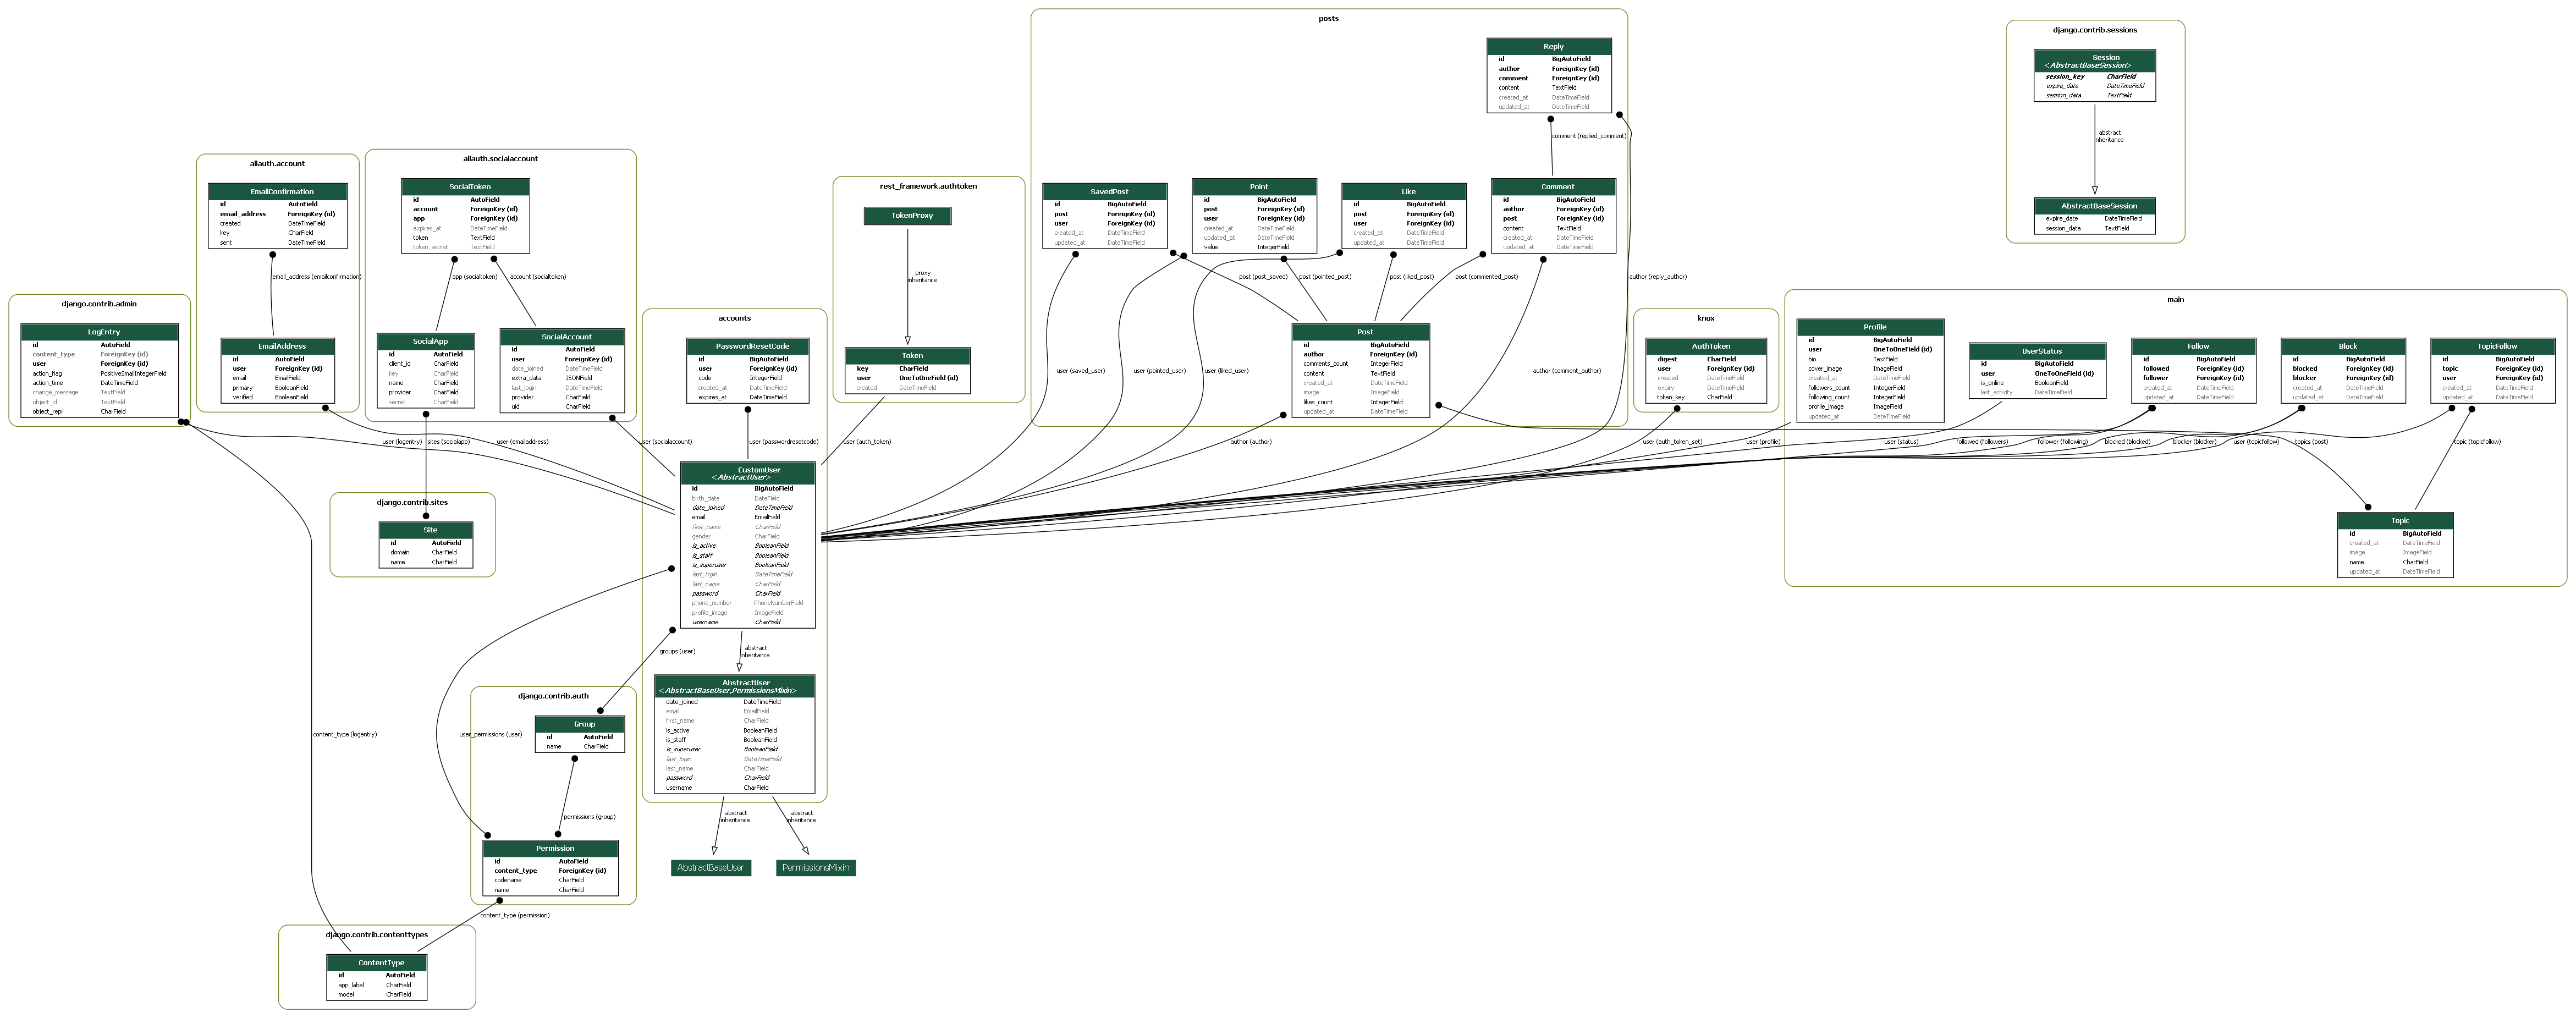 posts
Reply
id BigAutoField
author ForeignKey (id)
comment ForeignKey (id)
content TextField
created_at DateTimeField
updated_at DateTimeField
comment (replied_comment)
author (reply_author)
SavedPost
id BigAutoField
post ForeignKey (id)
user ForeignKey (id)
created_at DateTimeField
updated_at DateTimeField
Point
id BigAutoField
post ForeignKey (id)
user ForeignKey (id)
created_at DateTimeField
updated_at DateTimeField
value IntegerField
Like
id BigAutoField
post ForeignKey (id)
user ForeignKey (id)
created_at DateTimeField
updated_at DateTimeField
Comment
id BigAutoField
author ForeignKey (id)
post ForeignKey (id)
content TextField
created_at DateTimeField
updated_at DateTimeField
post (post_saved)
post (pointed_post)
post (liked_post)
post (commented_post)
Post
id BigAutoField
author ForeignKey (id)
comments_count IntegerField
content TextField
created_at DateTimeField
image ImageField
likes_count IntegerField
updated_at DateTimeField
user (saved_user)
user (pointed_user)
user (liked_user)
author (comment_author)
author (author)
django.contrib.sessions
Session
<AbstractBaseSession>
session_key CharField
expire_date DateTimeField
session_data TextField
abstract
inheritance
AbstractBaseSession
expire_date DateTimeField
session_data TextField
allauth.account
EmailConfirmation
id AutoField
email_address ForeignKey (id)
created DateTimeField
key CharField
sent DateTimeField
email_address (emailconfirmation)
EmailAddress
id AutoField
user ForeignKey (id)
email EmailField
primary BooleanField
verified BooleanField
user (emailaddress)
allauth.socialaccount
SocialToken
id AutoField
account ForeignKey (id)
app ForeignKey (id)
expires_at DateTimeField
token TextField
token_secret TextField
app (socialtoken)
account (socialtoken)
SocialApp
id AutoField
client_id CharField
key CharField
name CharField
provider CharField
secret CharField
SocialAccount
id AutoField
user ForeignKey (id)
date_joined DateTimeField
extra_data JSONField
last_login DateTimeField
provider CharField
uid CharField
sites (socialapp)
user (socialaccount)
rest_framework.authtoken
TokenProxy
proxy
inheritance
Token
key CharField
user OneToOneField (id)
created DateTimeField
user (auth_token)
django.contrib.admin
LogEntry
id AutoField
content_type ForeignKey (id)
user ForeignKey (id)
action_flag PositiveSmallIntegerField
action_time DateTimeField
change_message TextField
object_id TextField
object_repr CharField
user (logentry)
content_type (logentry)
accounts
PasswordResetCode
id BigAutoField
user ForeignKey (id)
code IntegerField
created_at DateTimeField
expires_at DateTimeField
user (passwordresetcode)
CustomUser
<AbstractUser>
id BigAutoField
birth_date DateField
date_joined DateTimeField
email EmailField
first_name CharField
gender CharField
is_active BooleanField
is_staff BooleanField
is_superuser BooleanField
last_login DateTimeField
last_name CharField
password CharField
phone_number PhoneNumberField
profile_image ImageField
username CharField
abstract
inheritance
AbstractUser
<AbstractBaseUser,PermissionsMixin>
date_joined DateTimeField
email EmailField
first_name CharField
is_active BooleanField
is_staff BooleanField
is_superuser BooleanField
last_login DateTimeField
last_name CharField
password CharField
username CharField
abstract
inheritance
abstract
inheritance
AbstractBaseUser
PermissionsMixin
knox
AuthToken
digest CharField
user ForeignKey (id)
created DateTimeField
expiry DateTimeField
token_key CharField
user (auth_token_set)
main
Profile
id BigAutoField
user OneToOneField (id)
bio TextField
cover_image ImageField
created_at DateTimeField
followers_count IntegerField
following_count IntegerField
profile_image ImageField
updated_at DateTimeField
UserStatus
id BigAutoField
user OneToOneField (id)
is_online BooleanField
last_activity DateTimeField
Follow
id BigAutoField
followed ForeignKey (id)
follower ForeignKey (id)
created_at DateTimeField
updated_at DateTimeField
Block
id BigAutoField
blocked ForeignKey (id)
blocker ForeignKey (id)
created_at DateTimeField
updated_at DateTimeField
TopicFollow
id BigAutoField
topic ForeignKey (id)
user ForeignKey (id)
created_at DateTimeField
updated_at DateTimeField
user (profile)
user (status)
followed (followers)
follower (following)
blocked (blocked)
blocker (blocker)
user (topicfollow)
topics (post)
topic (topicfollow)
Topic
id BigAutoField
created_at DateTimeField
image ImageField
name CharField
updated_at DateTimeField
django.contrib.sites
Site
id AutoField
domain CharField
name CharField
groups (user)
user_permissions (user)
django.contrib.auth
Group
id AutoField
name CharField
permissions (group)
Permission
id AutoField
content_type ForeignKey (id)
codename CharField
name CharField
content_type (permission)
django.contrib.contenttypes
ContentType
id AutoField
app_label CharField
model CharField